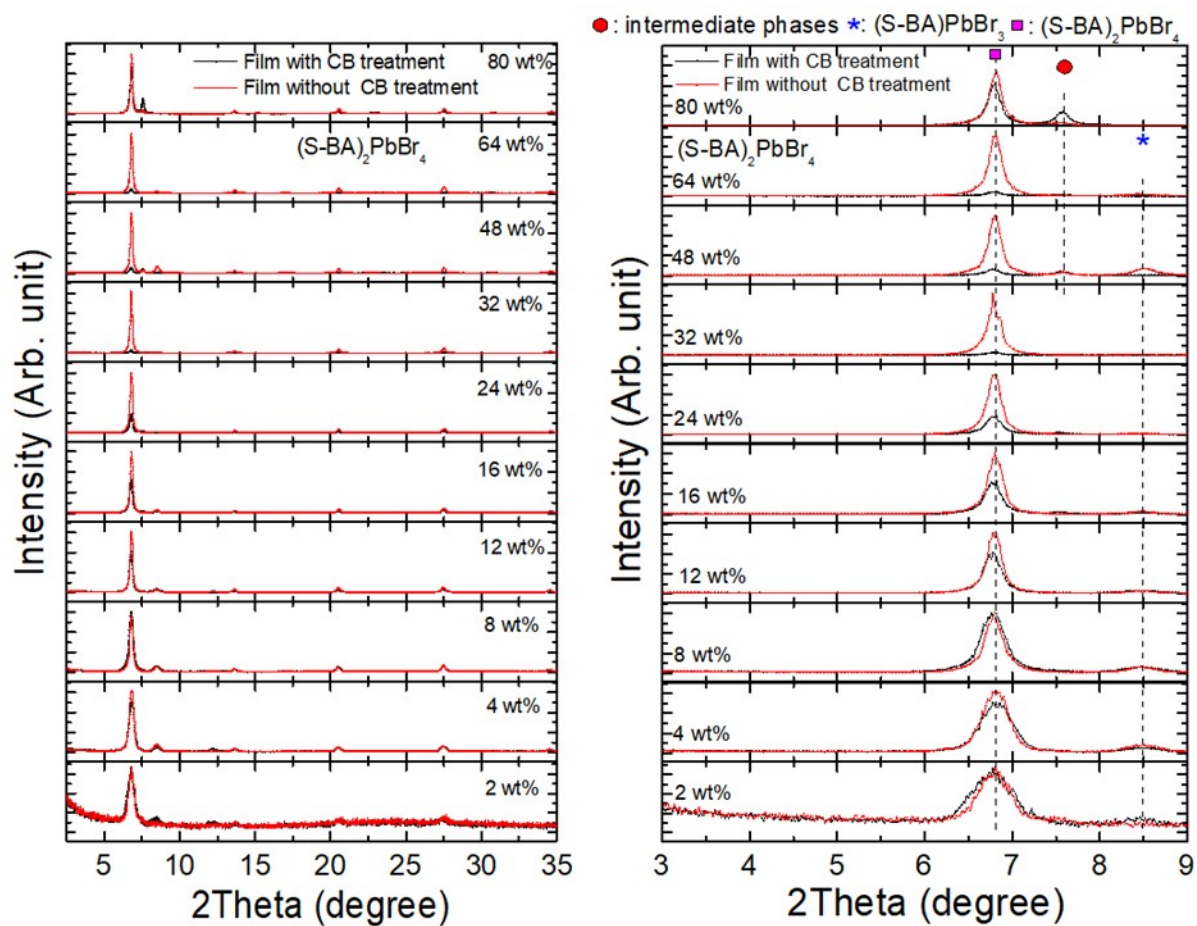 ●: intermediate phases *: (S-BA)PbBr3 ■: (S-BA)2PbBr4
Film with CB treatment
Film without CB treatment
80 wt%
(S-BA)2PbBr4
64 wt%
48 wt%
32 wt%
24 wt%
16 wt%
12 wt%
8 wt%
4 wt%
2 wt%
5 10 15 20 25 30 35
2Theta (degree)
Intensity (Arb. unit)
Film with CB treatment
Film without CB treatment
80 wt%
(S-BA)2PbBr4
64 wt%
48 wt%
32 wt%
24 wt%
16 wt%
12 wt%
8 wt%
4 wt%
2 wt%
3 4 5 6 7 8 9
2Theta (degree)
Intensity (Arb. unit)